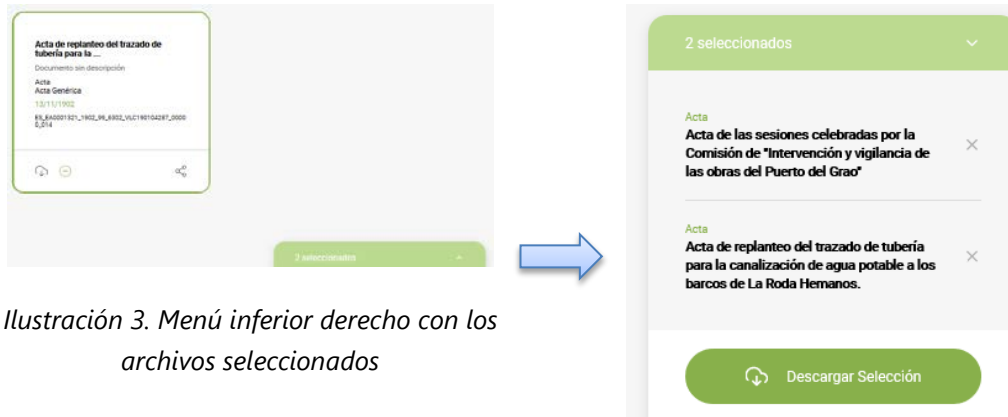 Acta de replanteo del trazado de
tubería para la ...
Documento sin descripción
Acta
Acta Genérica
13/11/1902
ES_EA0001321_1902_99_6302_VLC190104287_0000
0_014
2 seleccionados
Ilustración 3. Menú inferior derecho con los
archivos seleccionados
2 seleccionados
Acta
Acta de las sesiones celebradas por la
Comisión de "Intervención y vigilancia de
las obras del Puerto del Grao"
Acta
Acta de replanteo del trazado de tubería
para la canalización de agua potable a los
barcos de La Roda Hemanos.
Descargar Selección